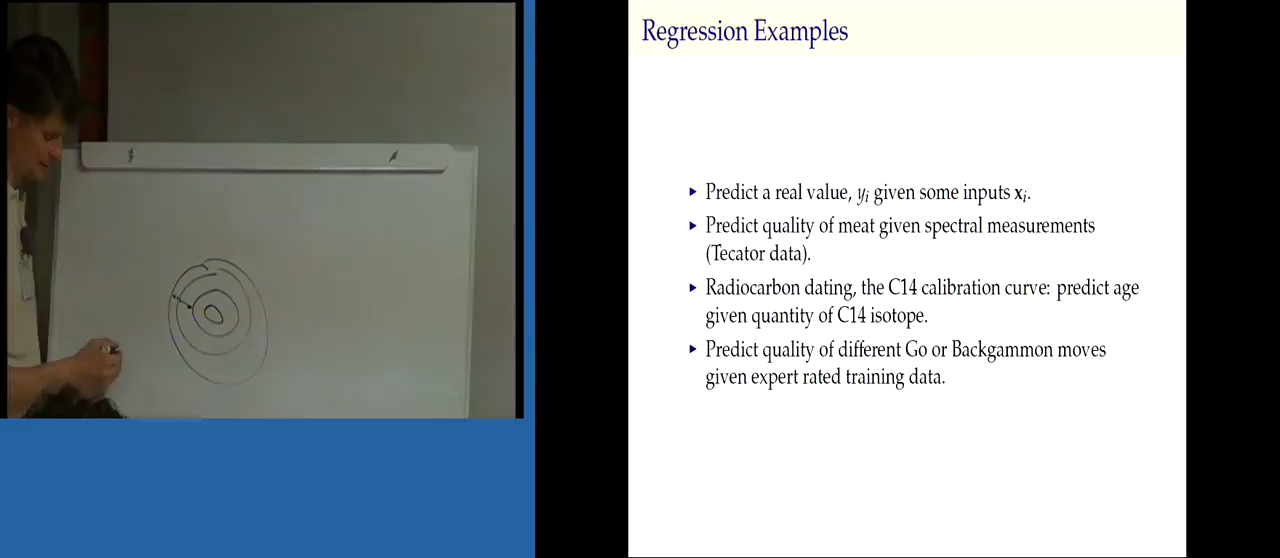 Regression Examples
Predict a real value, yᵢ given some inputs xᵢ.
Predict quality of meat given spectral measurements
(Tecator data).
Radiocarbon dating, the C14 calibration curve: predict age
given quantity of C14 isotope.
Predict quality of different Go or Backgammon moves
given expert rated training data.